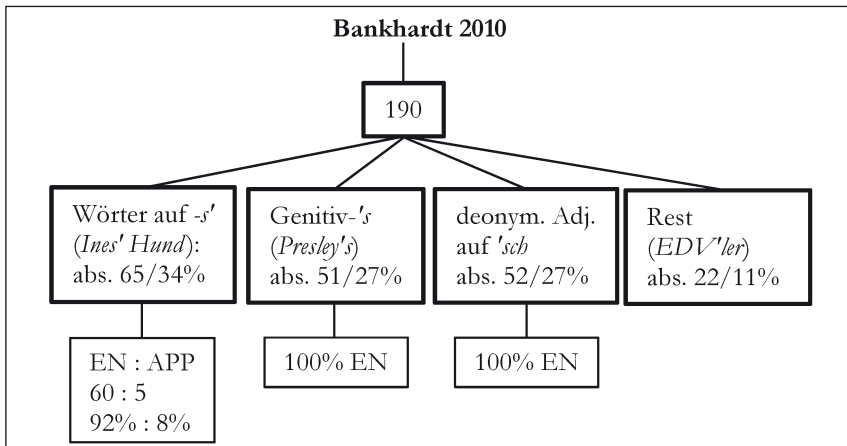 Bankhardt 2010
190
Wörter auf -s'
(Ines' Hund):
abs. 65/34%
Genitiv-'s
(Presley's)
abs. 51/27%
deonym. Adj.
auf 'sch
abs. 52/27%
Rest
(EDV'ler)
abs. 22/11%
EN : APP
60 : 5
92% : 8%
100% EN
100% EN